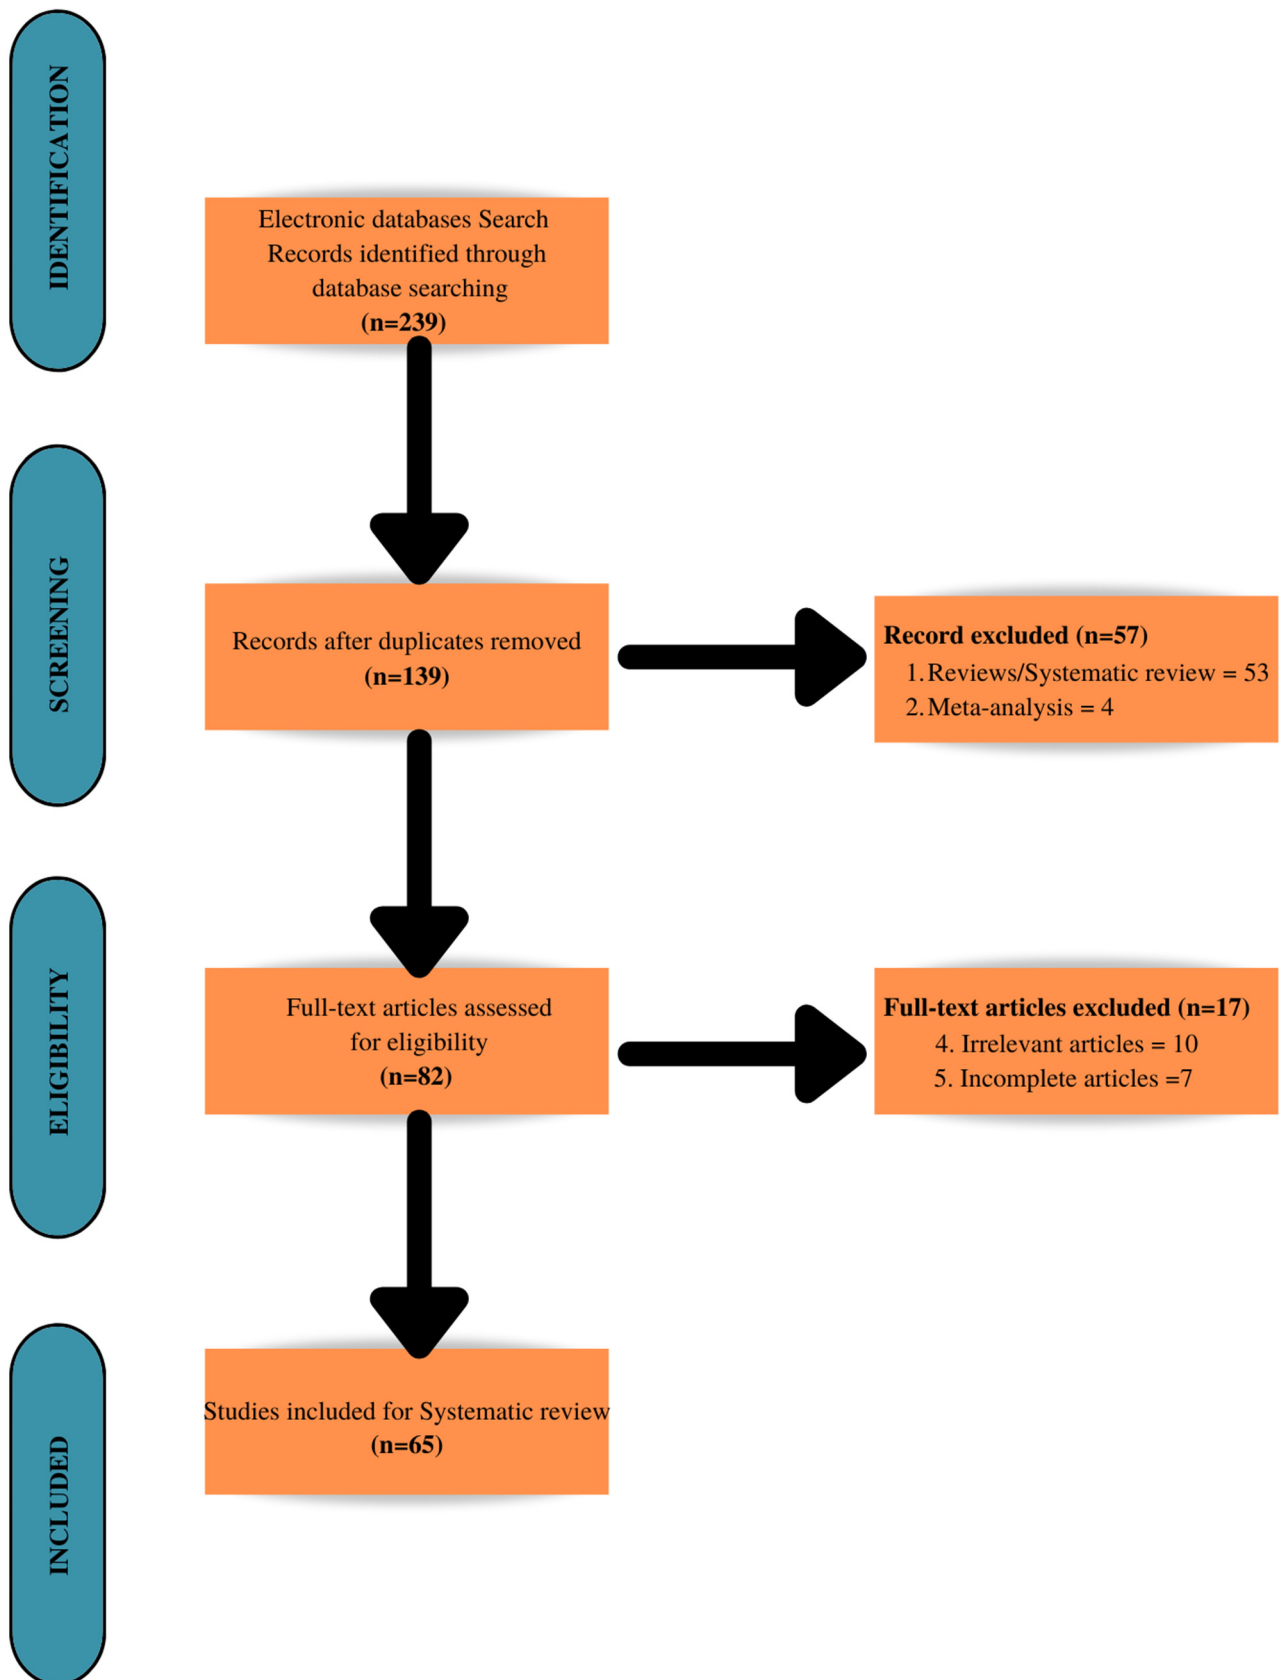 IDENTIFICATION
Electronic databases Search
Records identified through
database searching
(n=239)
SCREENING
Records after duplicates removed
(n=139)
Record excluded (n=57)
1.Reviews/Systematic review = 53
2.Meta-analysis = 4
ELIGIBILITY
Full-text articles assessed
for eligibility
(n=82)
Full-text articles excluded (n=17)
4. Irrelevant articles = 10
5. Incomplete articles =7
INCLUDED
Studies included for Systematic review
(n=65)